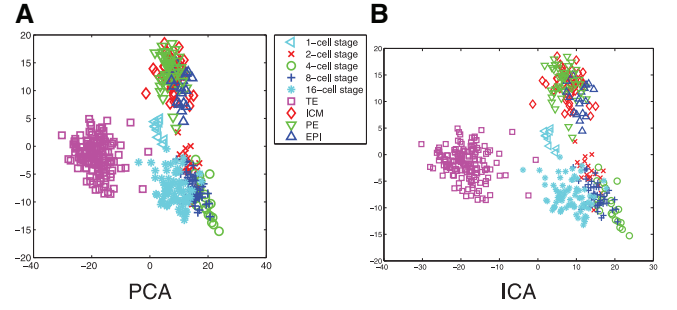 A
20
15
10
5
0
−5
−10
−15
−20
−40
−20
0
20
40
PCA
1−cell stage
2−cell stage
4−cell stage
8−cell stage
16−cell stage
TE
ICM
PE
EPI
B
20
15
10
5
0
−5
−10
−15
−20
−40
−30
−20
−10
0
10
20
30
ICA